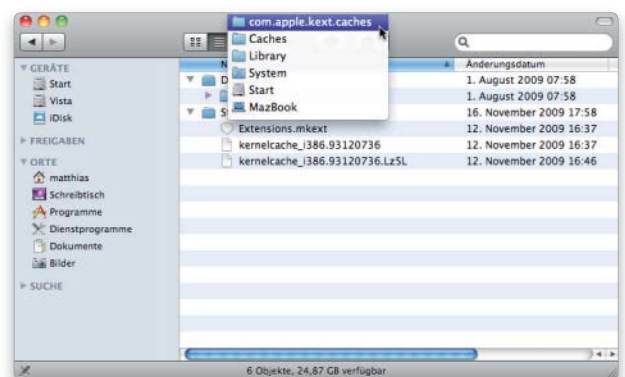 com.apple.kext.caches
Caches
Library
System
Start
MazBook
GERÄTE
Start
Vista
iDisk
FREIGABEN
ORTE
matthias
Schreibtisch
Programme
Dienstprogramme
Dokumente
Bilder
SUCHE
N
Änderungsdatum
D
1. August 2009 07:58
1. August 2009 07:58
S
16. November 2009 17:58
Extensions.mkext
12. November 2009 16:37
kernelcache_i386.93120736
12. November 2009 16:37
kernelcache_i386.93120736.LzSL
12. November 2009 16:46
6 Objekte, 24,87 GB verfügbar